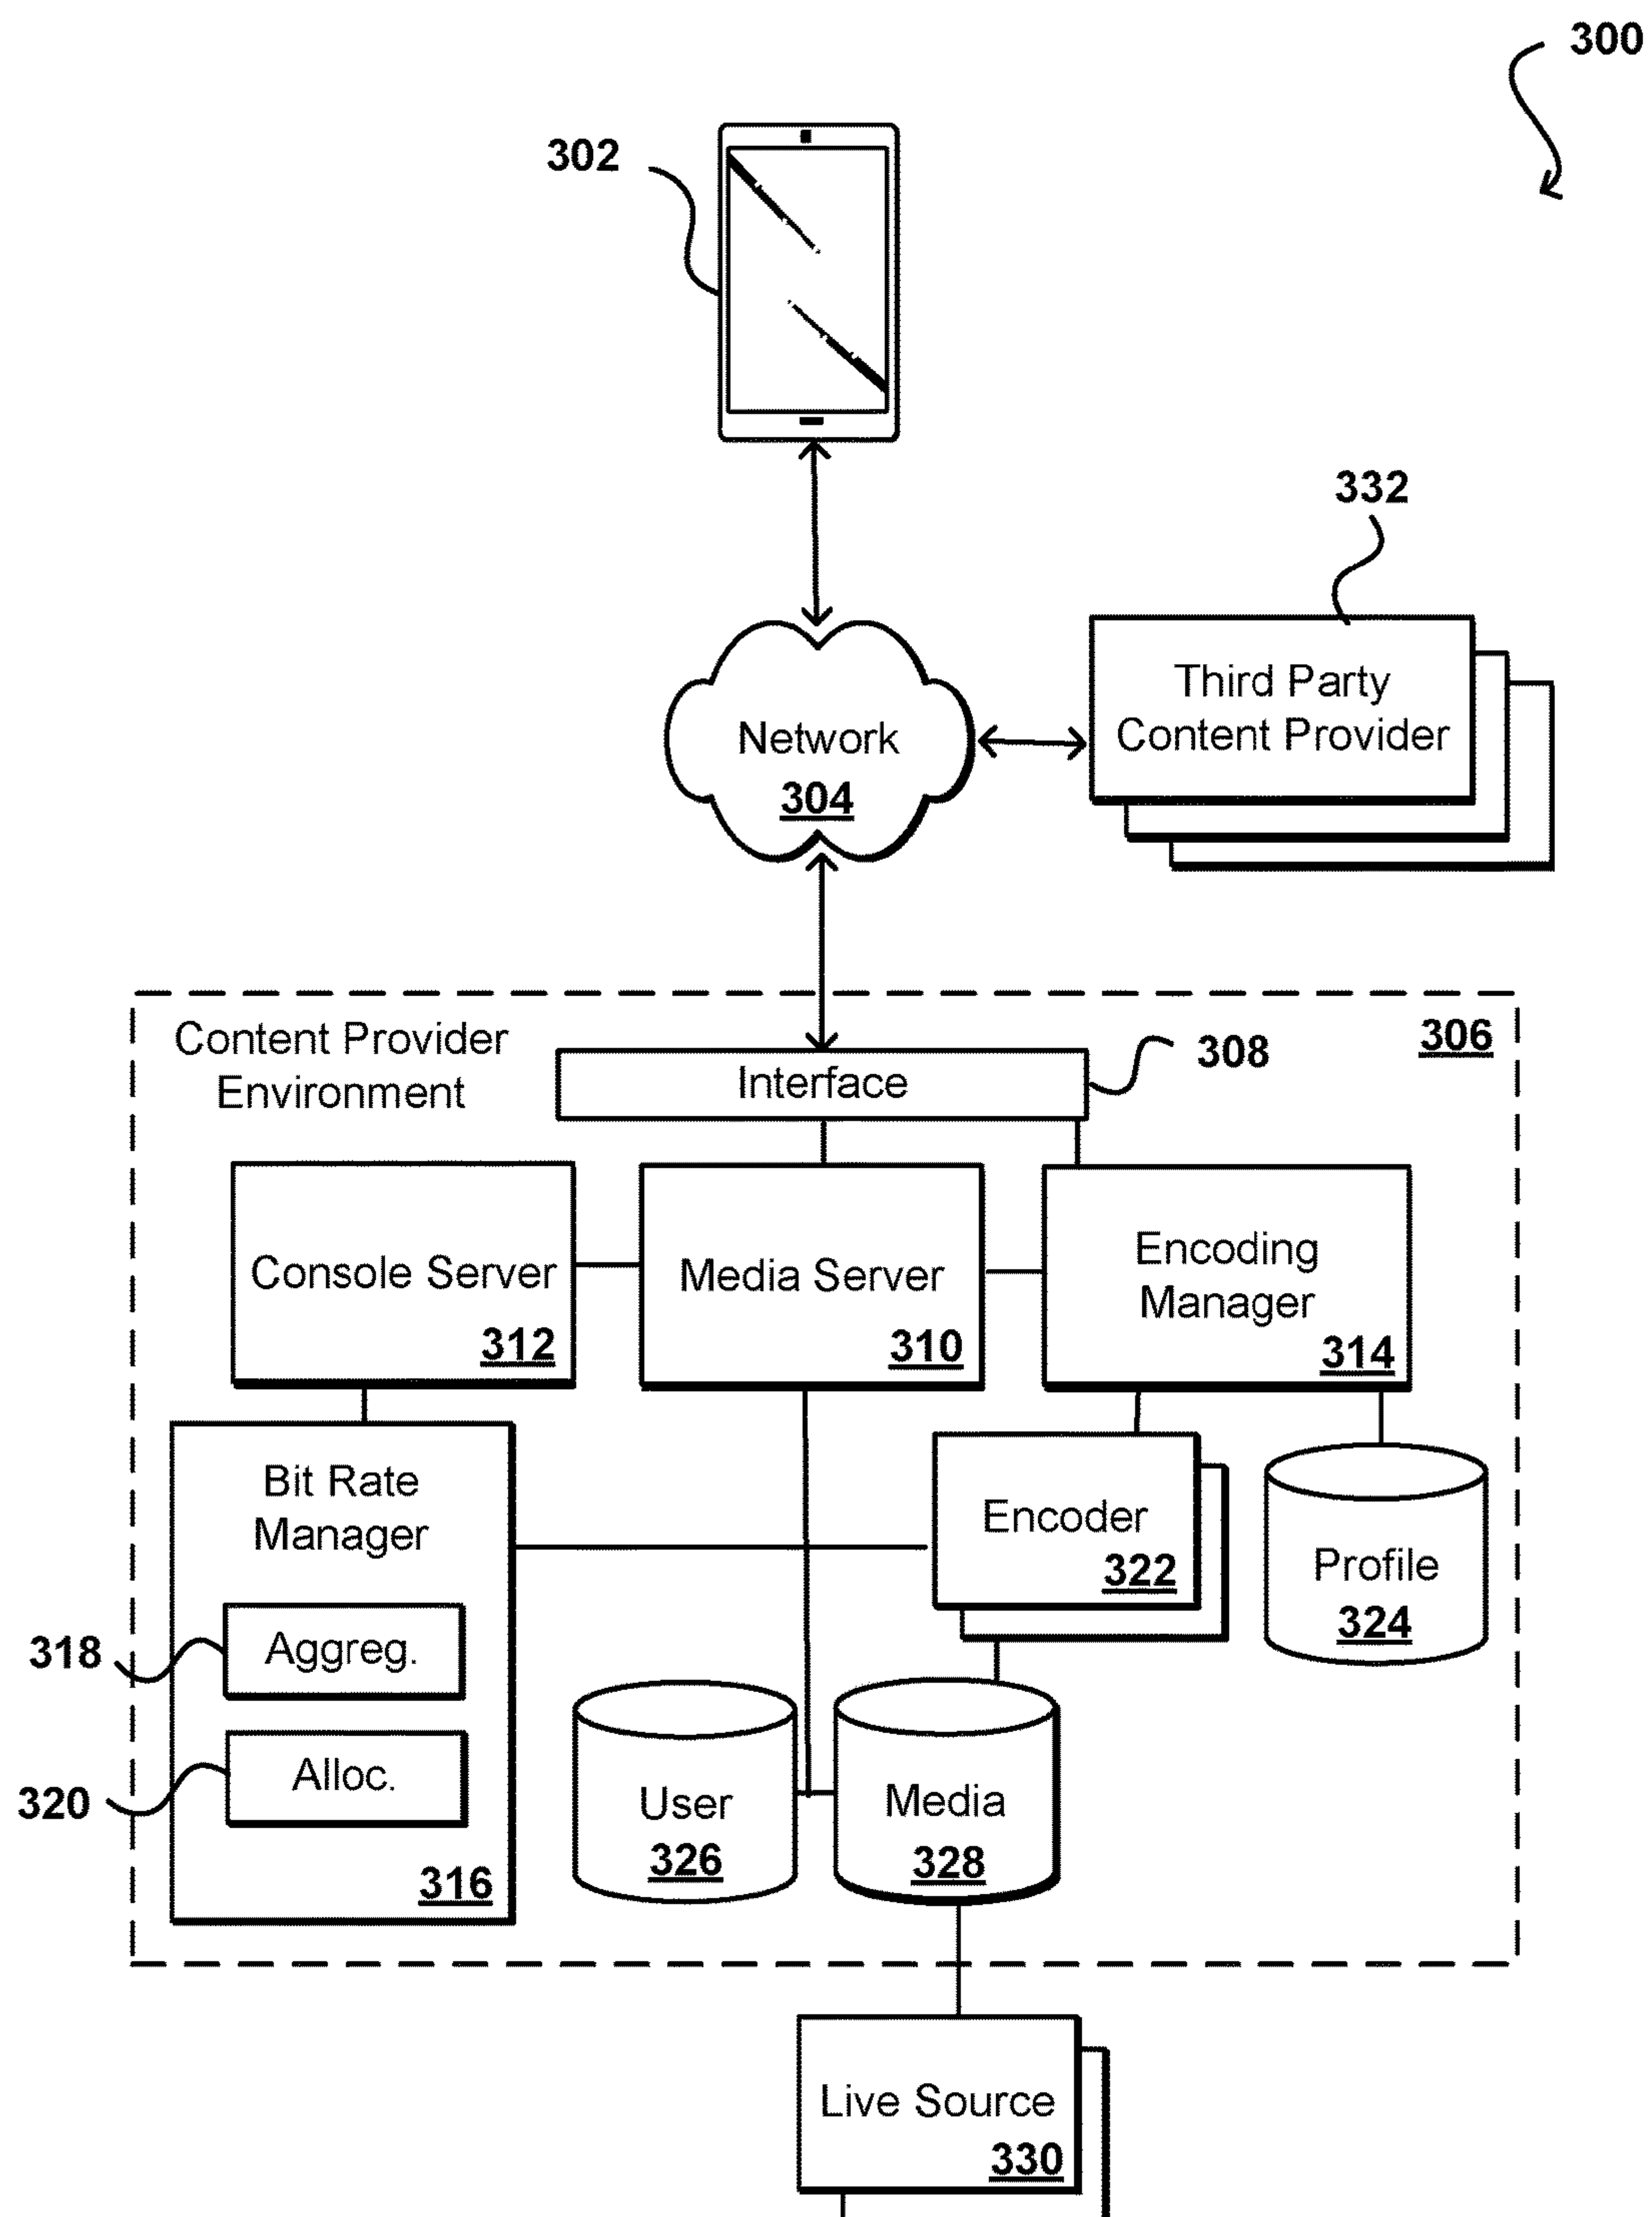 300
302
332
Third Party
Content Provider
Network
304
Content Provider
Environment
306
308
Interface
Console Server
312
Media Server
310
Encoding
Manager
314
Bit Rate
Manager
Encoder
322
Profile
324
318
Aggreg.
320
Alloc.
316
User
326
Media
328
Live Source
330